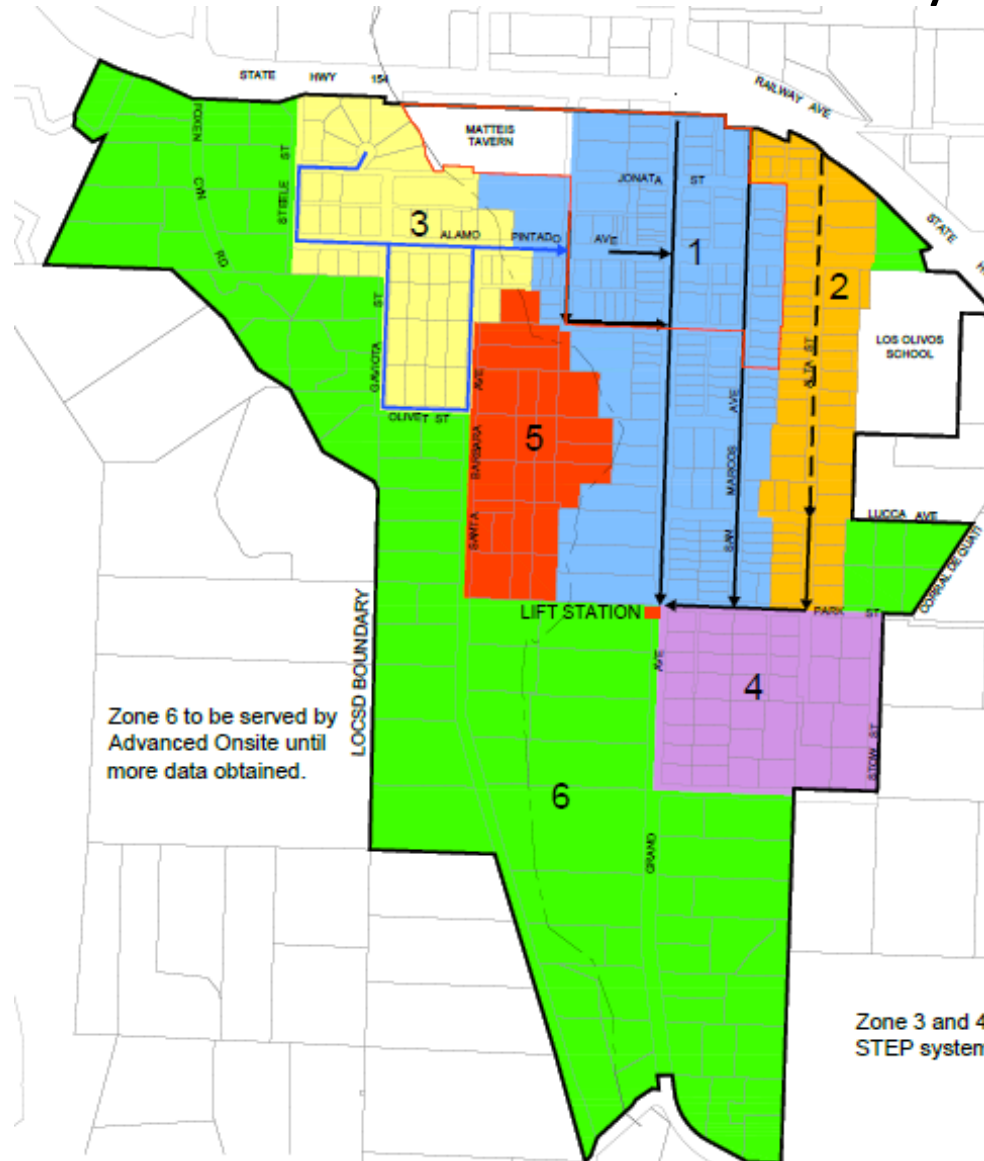 STATE HWY 154
RAILWAY AVE
MATTEIS
TAVERN
FOXEN CYN RD
STEELE ST
JONATA ST
STATE
3
ALAMO PINTADO AVE
1
2
LOS OLIVOS
SCHOOL
GAVIOTA ST
ALTA ST
OLIVET ST
5
SANTA BARBARA AVE
SAN MARCOS AVE
LUCCA AVE
CORRAL DE QUATI
LIFT STATION
PARK ST
LOCSD BOUNDARY
GRAND AVE
4
STOW ST
Zone 6 to be served by
Advanced Onsite until
more data obtained.
6
Zone 3 and 4
STEP system